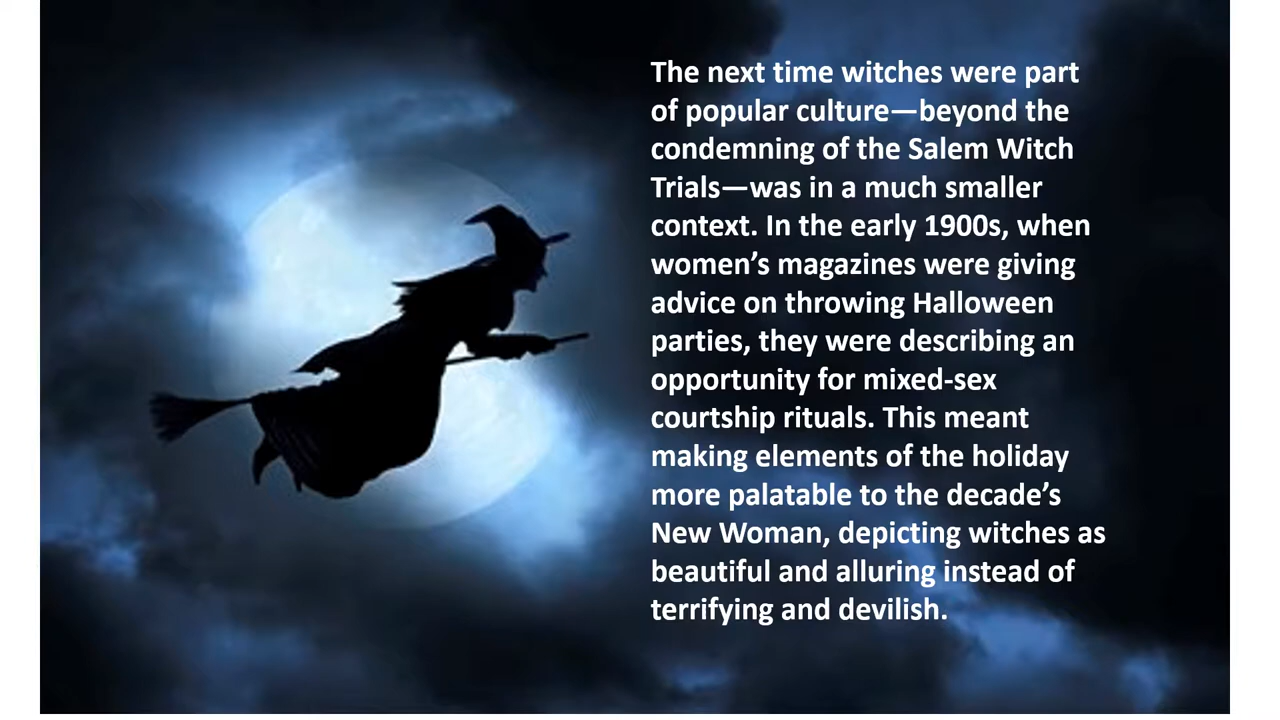 The next time witches were part
of popular culture—beyond the
condemning of the Salem Witch
Trials—was in a much smaller
context. In the early 1900s, when
women’s magazines were giving
advice on throwing Halloween
parties, they were describing an
opportunity for mixed-sex
courtship rituals. This meant
making elements of the holiday
more palatable to the decade’s
New Woman, depicting witches as
beautiful and alluring instead of
terrifying and devilish.